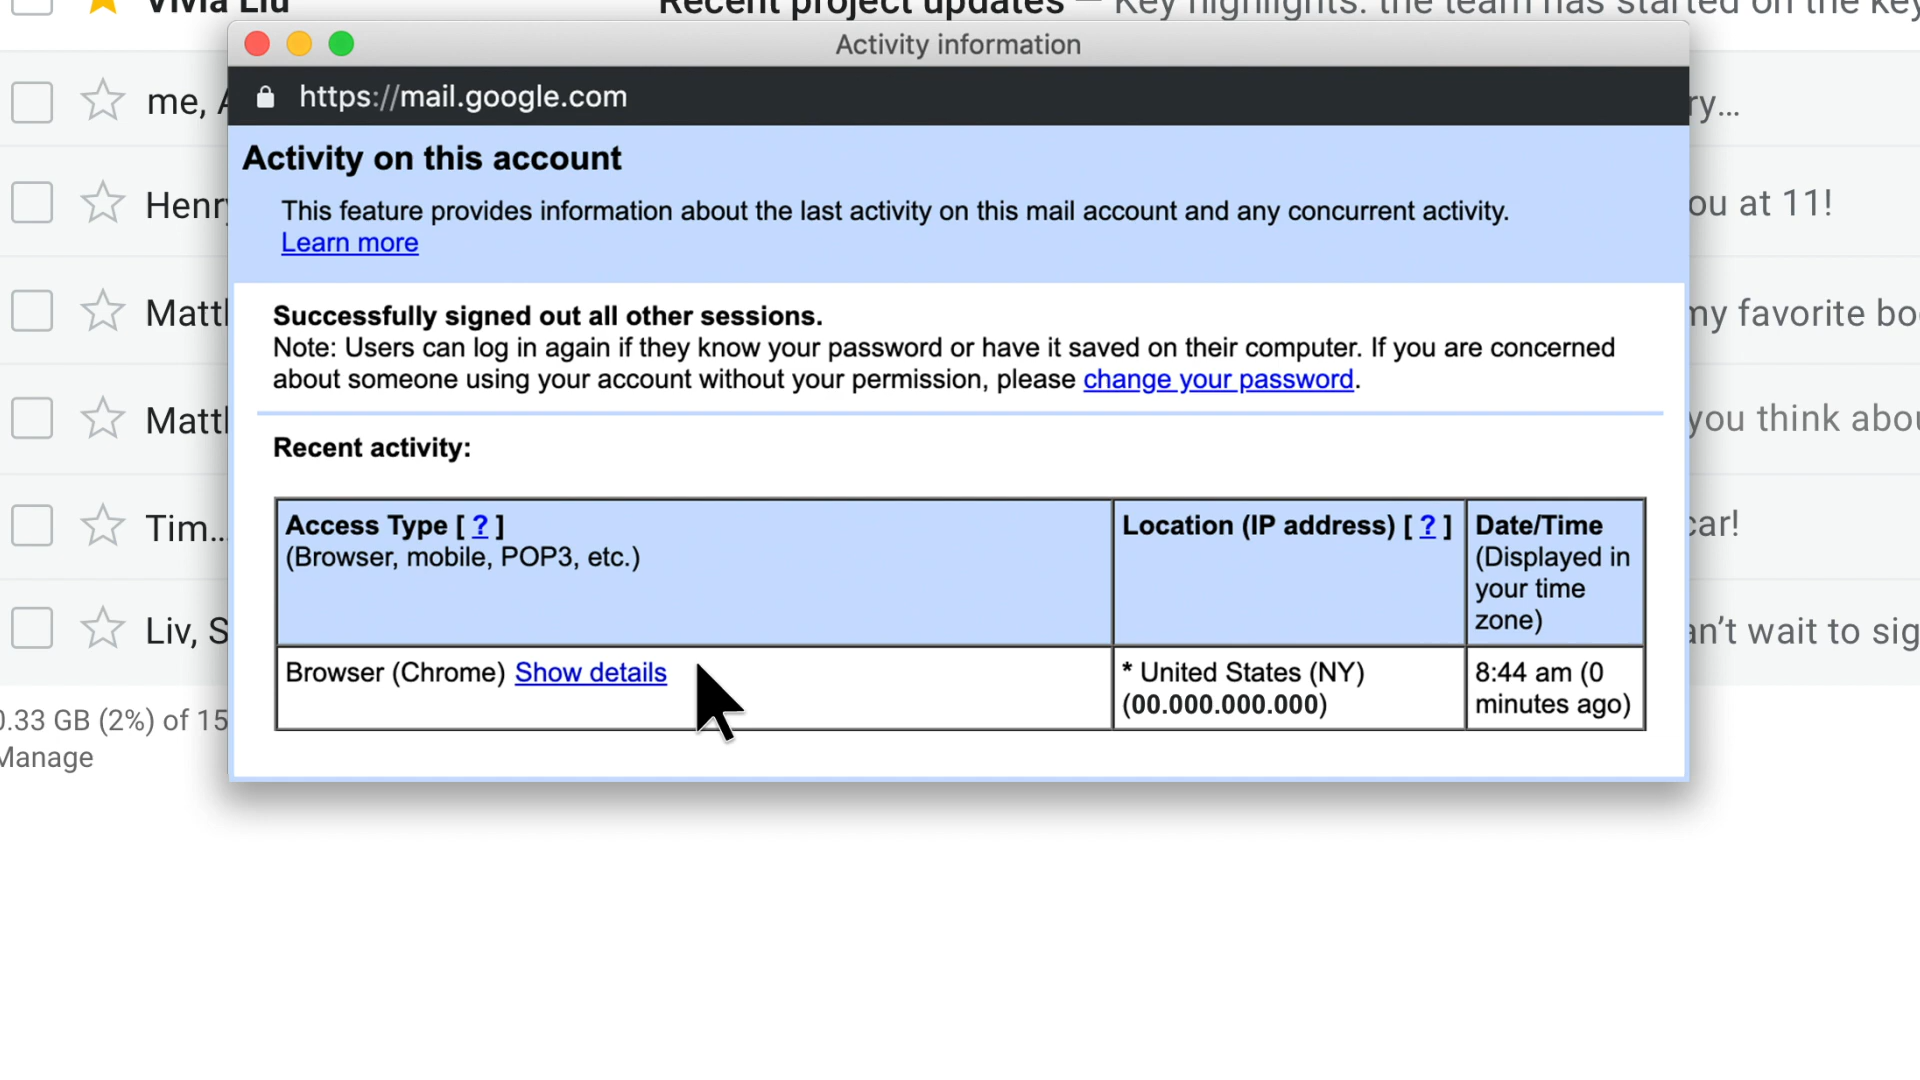 Vivia Liu Recent project updates – Key highlights: the team has started on the key
Activity information
me, ry...
https://mail.google.com
Activity on this account
Henry ou at 11!
This feature provides information about the last activity on this mail account and any concurrent activity.
Learn more
Matt my favorite bo
Successfully signed out all other sessions.
Note: Users can log in again if they know your password or have it saved on their computer. If you are concerned
about someone using your account without your permission, please change your password.
Matt you think abou
Recent activity:
Tim... car!
Access Type [ ? ] Location (IP address) [ ? ] Date/Time
(Browser, mobile, POP3, etc.) (Displayed in
your time
zone)
Liv, S an't wait to sig
Browser (Chrome) Show details * United States (NY) 8:44 am (0
(00.000.000.000) minutes ago)
0.33 GB (2%) of 15
Manage